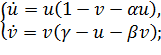 {u̇ = u(1 − v − αu),
v̇ = v(γ − u − βv);